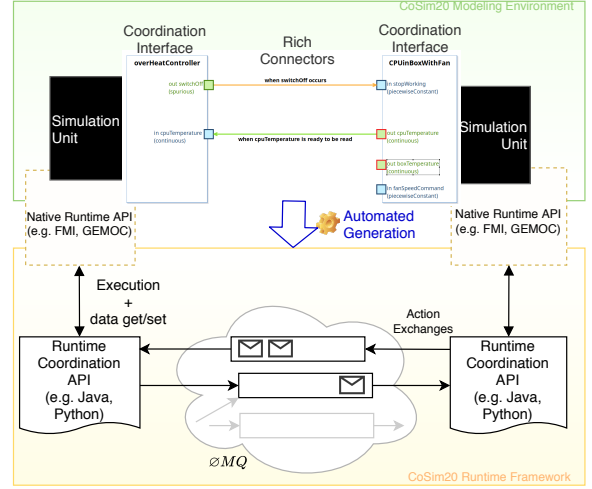 CoSim20 Modeling Environment
Coordination
Interface
Rich
Connectors
Coordination
Interface
overHeatController
CPUinBoxWithFan
out switchOff
(spurious)
when switchOff occurs
in stopWorking
(piecewiseConstant)
Simulation
Unit
Simulation
Unit
in cpuTemperature
(continuous)
when cpuTemperature is ready to be read
out cpuTemperature
(continuous)
out boxTemperature
(continuous)
in fanSpeedCommand
(piecewiseConstant)
Native Runtime API
(e.g. FMI, GEMOC)
Automated
Generation
Native Runtime API
(e.g. FMI, GEMOC)
Execution
+
data get/set
Action
Exchanges
Runtime
Coordination
API
(e.g. Java,
Python)
Runtime
Coordination
API
(e.g. Java,
Python)
∅MQ
CoSim20 Runtime Framework